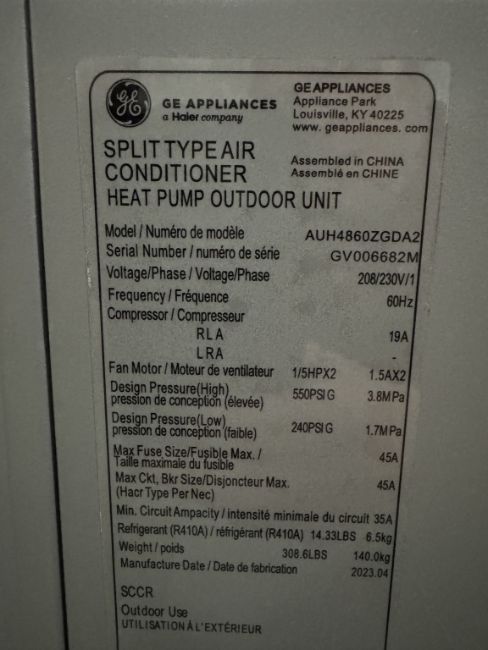 GE APPLIANCES
a Haier company
GE APPLIANCES
Appliance Park
Louisville, KY 40225
www. geappliances. com
SPLIT TYPE AIR
CONDITIONER
HEAT PUMP OUTDOOR UNIT
Assembled in CHINA
Assemblé en CHINE
Model / Numéro de modèle AUH4860ZGDA2
Serial Number / numéro de série GV006682M
Voltage/Phase / Voltage/Phase 208/230V/1
Frequency / Fréquence 60Hz
Compressor / Compresseur
RLA 19A
LRA -
Fan Motor / Moteur de ventilateur 1/5HPX2 1.5AX2
Design Pressure(High) 550PSIG 3.8MPa
pression de conception (élevée)
Design Pressure(Low) 240PSIG 1.7MPa
pression de conception (faible)
Max Fuse Size/Fusible Max. / 45A
Taille maximale du fusible
Max Ckt, Bkr Size/Disjoncteur Max. 45A
(Hacr Type Per Nec)
Min. Circuit Ampacity / intensité minimale du circuit 35A
Refrigerant (R410A) / réfrigérant (R410A) 14.33LBS 6.5kg
Weight / poids 308.6LBS 140.0kg
Manufacture Date / Date de fabrication 2023.04
SCCR
Outdoor Use
UTILISATION À L'EXTÉRIEUR